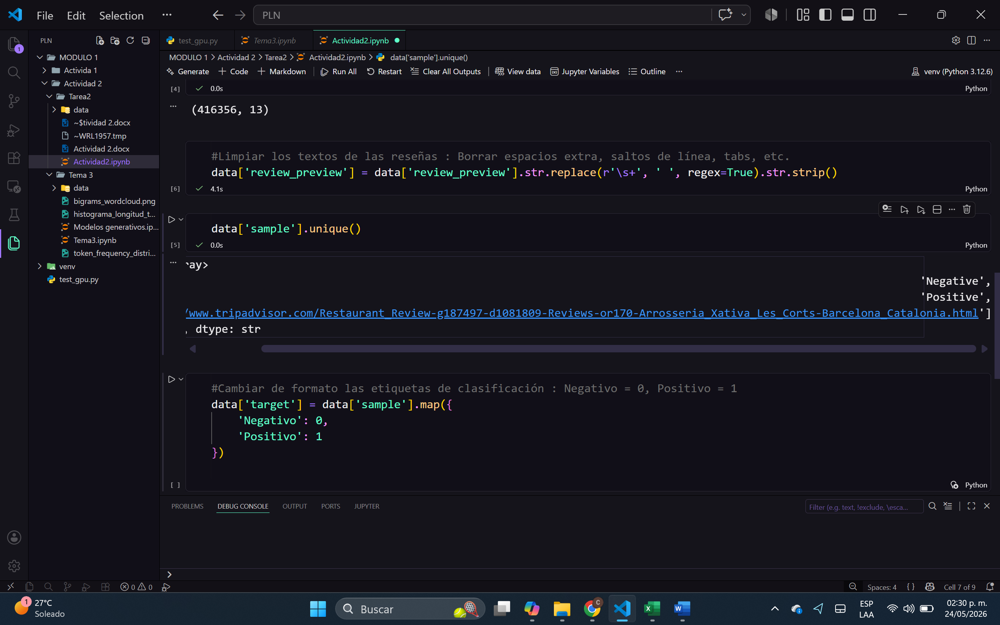 File Edit Selection ···
PLN
PLN
1
MODULO 1
Activida 1
Actividad 2
Tarea2
data
~$tividad 2.docx
~WRL1957.tmp
Actividad 2.docx
Actividad2.ipynb
Tema 3
data
bigrams_wordcloud.png
histograma_longitud_t...
Modelos generativos.ip...
Tema3.ipynb
token_frequency_distri...
venv
test_gpu.py
test_gpu.py Tema3.ipynb Actividad2.ipynb
MODULO 1 > Actividad 2 > Tarea2 > Actividad2.ipynb > data['sample'].unique()
Generate + Code + Markdown Run All Restart Clear All Outputs View data Jupyter Variables Outline ··· venv (Python 3.12.6)
[4] 0.0s Python
(416356, 13)
#Limpiar los textos de las reseñas : Borrar espacios extra, saltos de línea, tabs, etc.
data['review_preview'] = data['review_preview'].str.replace(r'\s+', ' ', regex=True).str.strip()
[6] 4.1s Python
data['sample'].unique()
[5] 0.0s Python
ray>
'Negative',
'Positive',
/www.tripadvisor.com/Restaurant_Review-g187497-d1081809-Reviews-or170-Arrosseria_Xativa_Les_Corts-Barcelona_Catalonia.html']
, dtype: str
#Cambiar de formato las etiquetas de clasificación : Negativo = 0, Positivo = 1
data['target'] = data['sample'].map({
'Negativo': 0,
'Positivo': 1
})
[ ] Python
PROBLEMS DEBUG CONSOLE OUTPUT PORTS JUPYTER
Filter (e.g. text, !exclude, \esca...
>
0 0 Spaces: 4 { } Cell 7 of 9
1
27°C
Soleado
Buscar
C
ESP
LAA
02:30 p. m.
24/05/2026